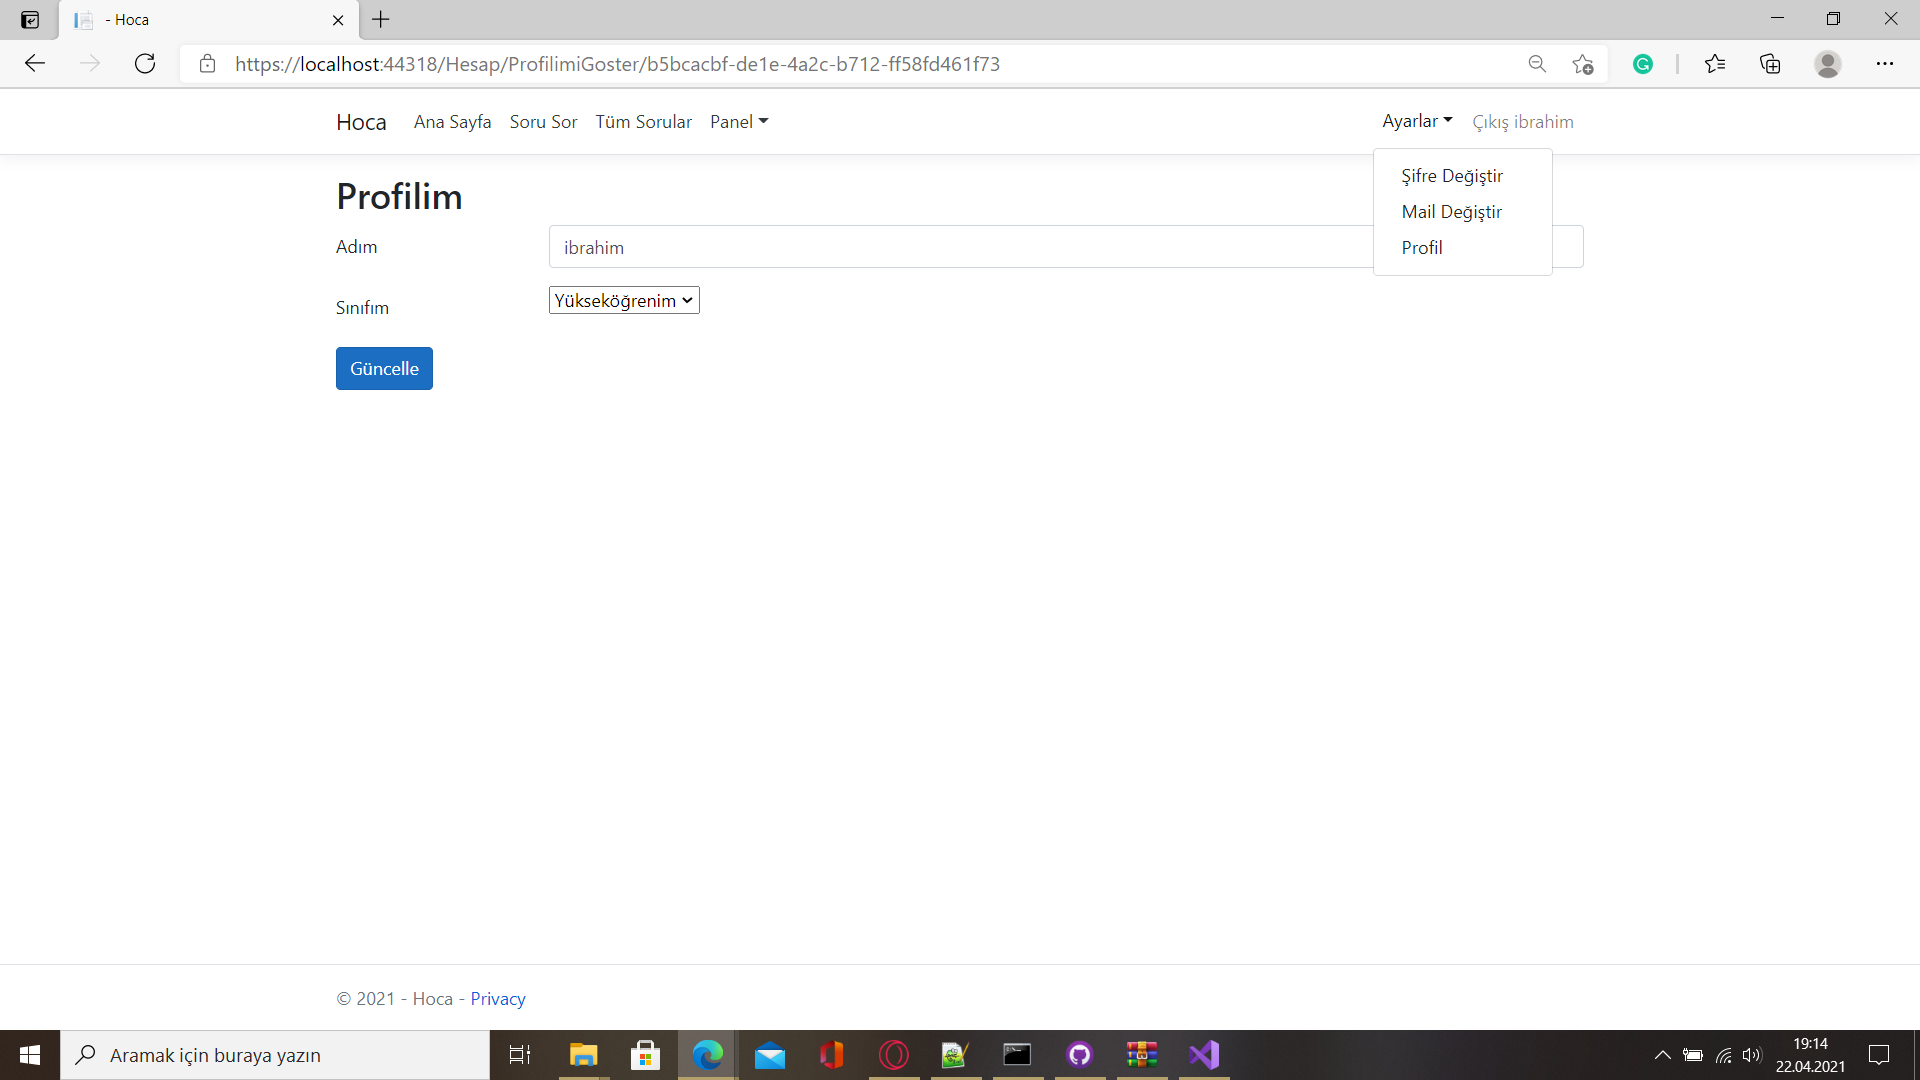 - Hoca
https://localhost:44318/Hesap/ProfilimiGoster/b5bcacbf-de1e-4a2c-b712-ff58fd461f73
Hoca Ana Sayfa Soru Sor Tüm Sorular Panel Ayarlar Çıkış ibrahim
Şifre Değiştir
Mail Değiştir
Profil
Profilim
Adım ibrahim
Sınıfım Yükseköğrenim
Güncelle
© 2021 - Hoca - Privacy
Aramak için buraya yazın
19:14
22.04.2021